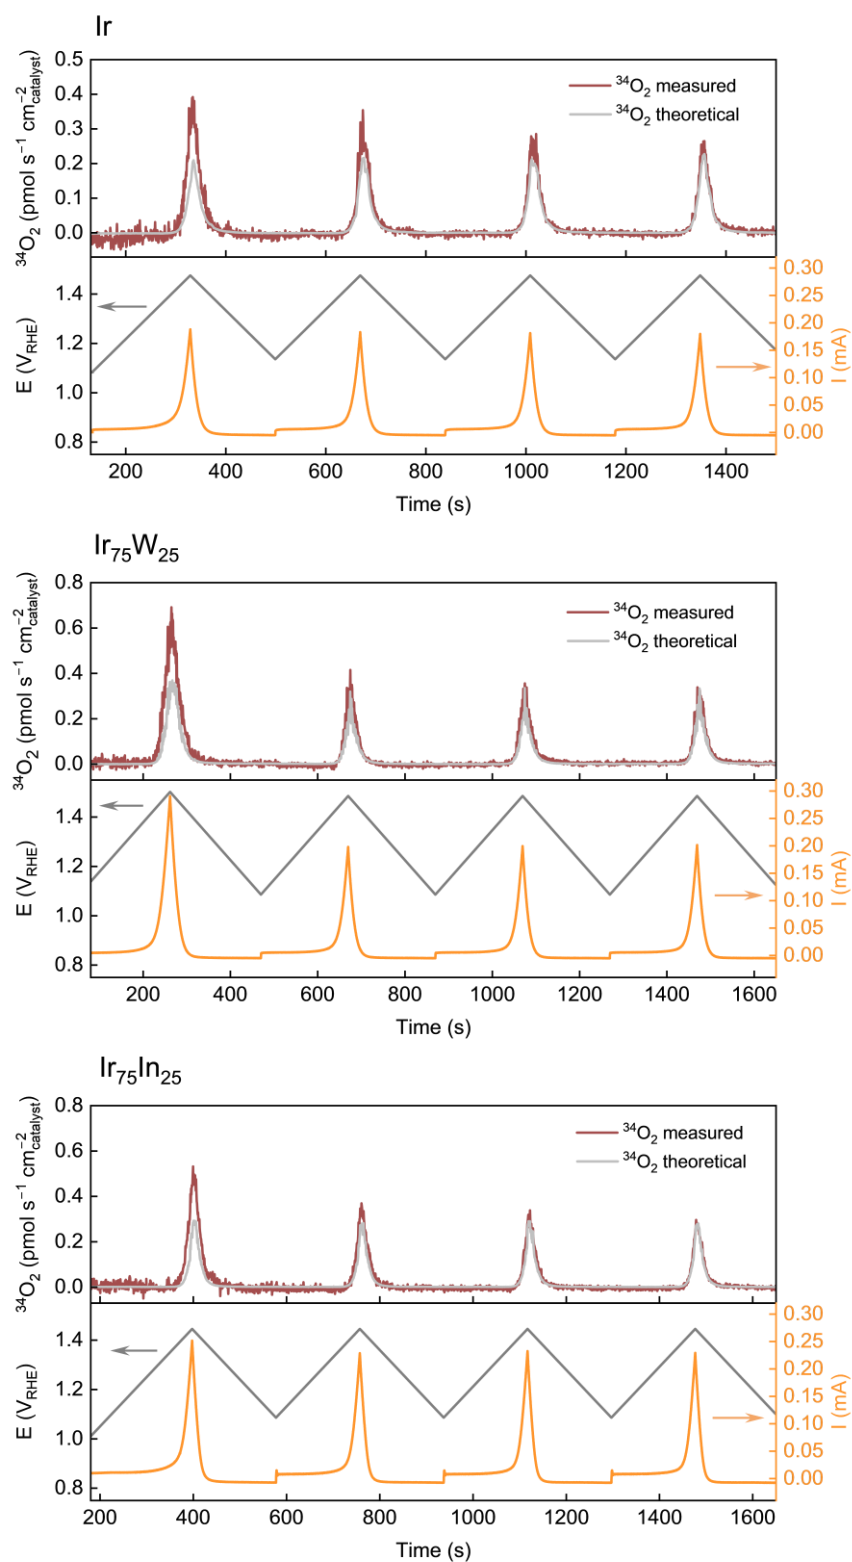 Ir
0.5
0.4
0.3
0.2
0.1
0.0
³⁴O₂ (pmol s⁻¹ cm⁻²catalyst)
³⁴O₂ measured
³⁴O₂ theoretical
1.4
1.2
1.0
0.8
E (VRHE)
0.30
0.25
0.20
0.15
0.10
0.05
0.00
I (mA)
200 400 600 800 1000 1200 1400
Time (s)
Ir₇₅W₂₅
0.8
0.6
0.4
0.2
0.0
³⁴O₂ (pmol s⁻¹ cm⁻²catalyst)
³⁴O₂ measured
³⁴O₂ theoretical
1.4
1.2
1.0
0.8
E (VRHE)
0.30
0.25
0.20
0.15
0.10
0.05
0.00
I (mA)
200 400 600 800 1000 1200 1400 1600
Time (s)
Ir₇₅In₂₅
0.8
0.6
0.4
0.2
0.0
³⁴O₂ (pmol s⁻¹ cm⁻²catalyst)
³⁴O₂ measured
³⁴O₂ theoretical
1.4
1.2
1.0
0.8
E (VRHE)
0.30
0.25
0.20
0.15
0.10
0.05
0.00
I (mA)
200 400 600 800 1000 1200 1400 1600
Time (s)